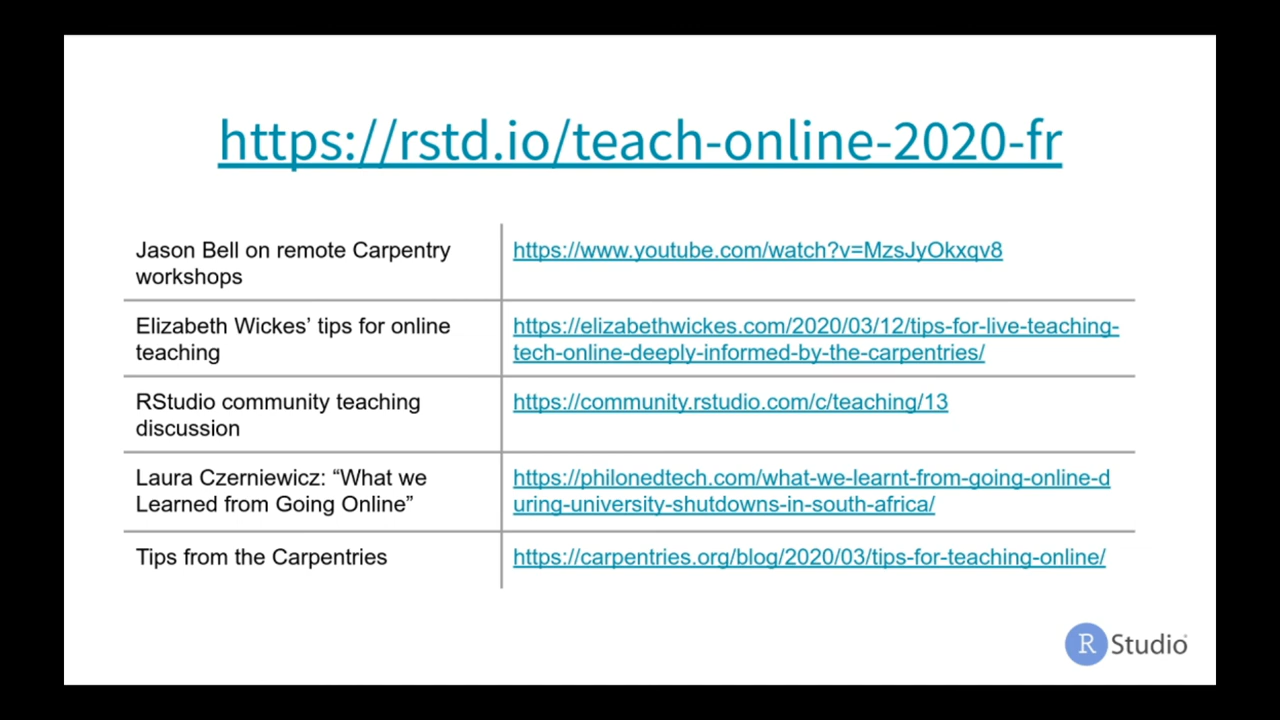 https://rstd.io/teach-online-2020-fr
Jason Bell on remote Carpentry
workshops
https://www.youtube.com/watch?v=MzsJyOkxqv8
Elizabeth Wickes’ tips for online
teaching
https://elizabethwickes.com/2020/03/12/tips-for-live-teaching-
tech-online-deeply-informed-by-the-carpentries/
RStudio community teaching
discussion
https://community.rstudio.com/c/teaching/13
Laura Czerniewicz: “What we
Learned from Going Online”
https://philonedtech.com/what-we-learnt-from-going-online-d
uring-university-shutdowns-in-south-africa/
Tips from the Carpentries
https://carpentries.org/blog/2020/03/tips-for-teaching-online/
R Studio